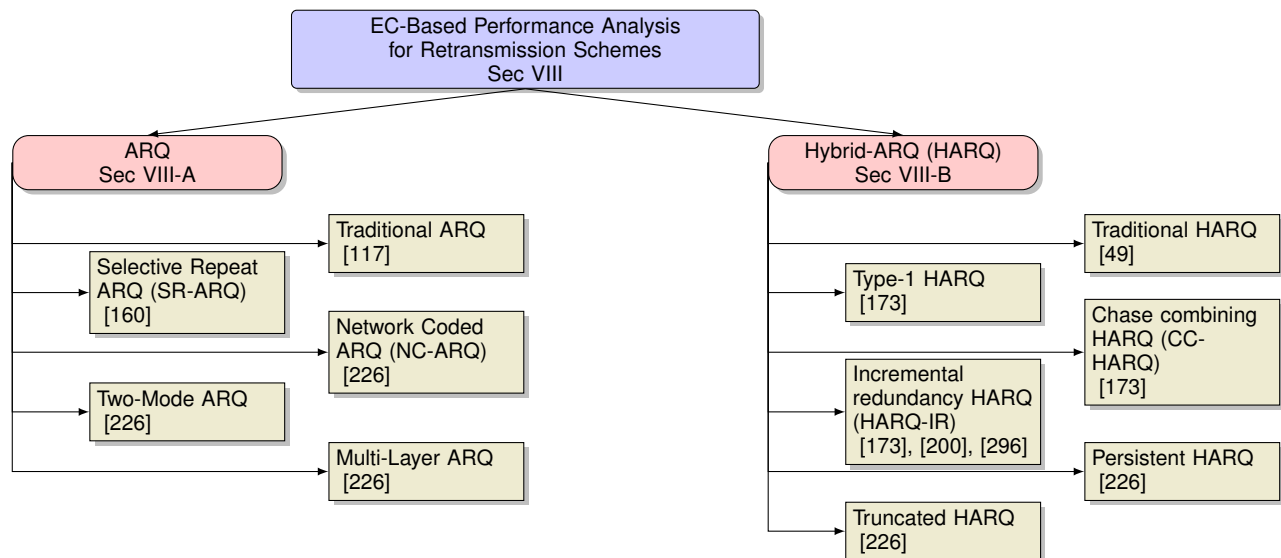 EC-Based Performance Analysis
for Retransmission Schemes
Sec VIII
ARQ
Sec VIII-A
Traditional ARQ
[117]
Selective Repeat
ARQ (SR-ARQ)
[160]
Network Coded
ARQ (NC-ARQ)
[226]
Two-Mode ARQ
[226]
Multi-Layer ARQ
[226]
Hybrid-ARQ (HARQ)
Sec VIII-B
Traditional HARQ
[49]
Type-1 HARQ
[173]
Chase combining
HARQ (CC-
HARQ)
[173]
Incremental
redundancy HARQ
(HARQ-IR)
[173], [200], [296]
Persistent HARQ
[226]
Truncated HARQ
[226]